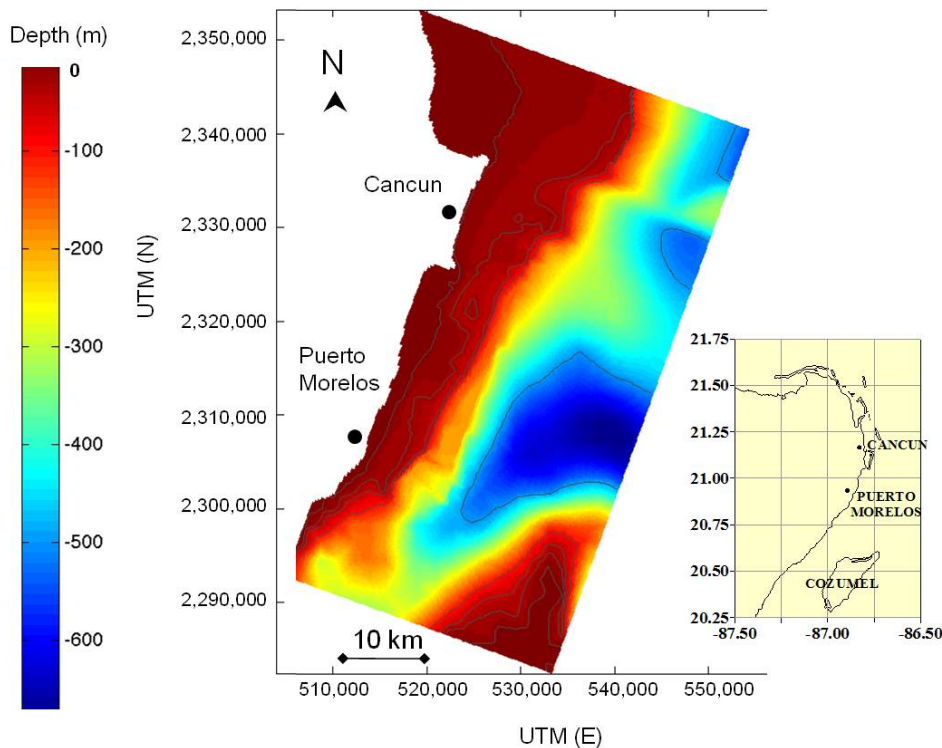 Depth (m)
0
-100
-200
-300
-400
-500
-600
UTM (N)
2,350,000
2,340,000
2,330,000
2,320,000
2,310,000
2,300,000
2,290,000
N
Cancun
Puerto
Morelos
10 km
510,000 520,000 530,000 540,000 550,000
UTM (E)
21.75
21.50
21.25
21.00
20.75
20.50
20.25
CANCUN
PUERTO
MORELOS
COZUMEL
-87.50 -87.00 -86.50